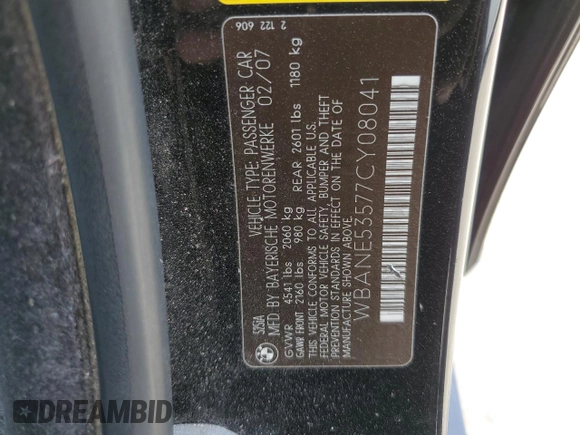 525iA
VEHICLE TYPE: PASSENGER CAR
MFD. BY BAYERISCHE MOTORENWERKE 02/07
GVWR 4541 lbs 2060 kg
GAWR FRONT 2160 lbs 980 kg REAR 2601 lbs 1180 kg
THIS VEHICLE CONFORMS TO ALL APPLICABLE U.S.
FEDERAL MOTOR VEHICLE SAFETY, BUMPER AND THEFT
PREVENTION STANDARDS IN EFFECT ON THE DATE OF
MANUFACTURE SHOWN ABOVE.
WBANE53577CY08041
2 122 606
BMW
DREAMBID